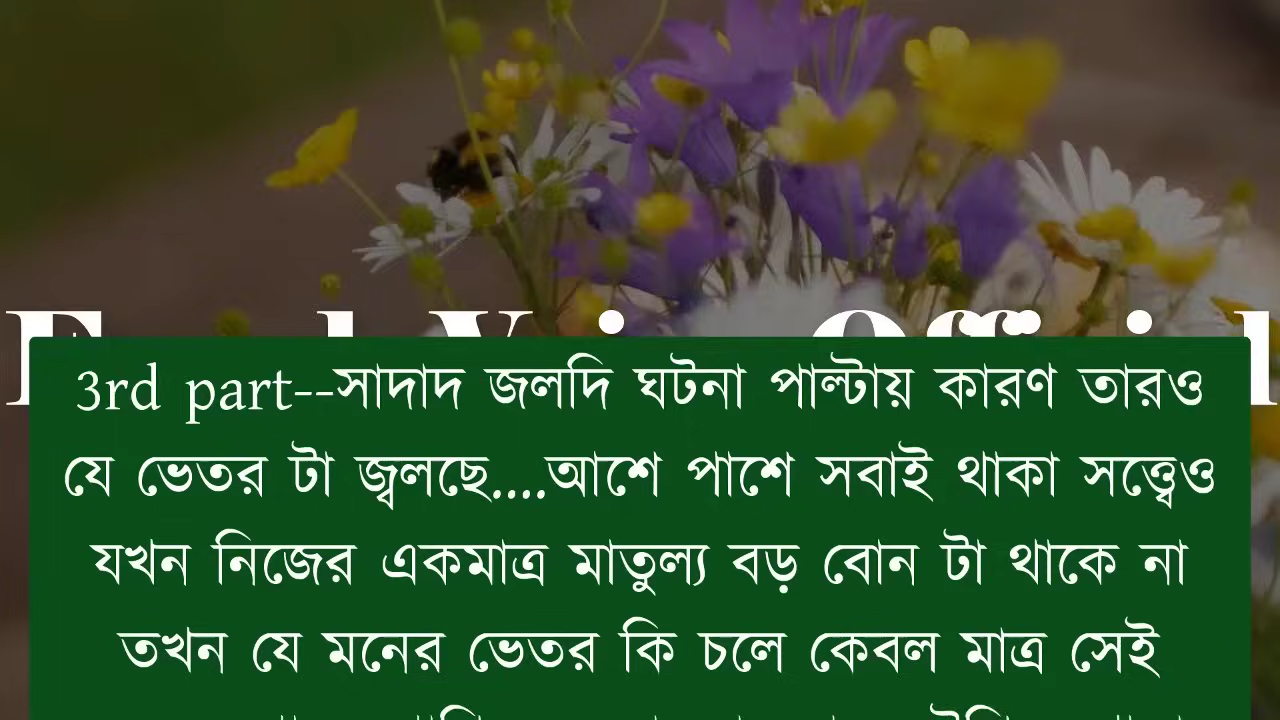 3rd part--সাদাদ জলদি ঘটনা পাল্টায় কারণ তারও
যে ভেতর টা জ্বলছে....আশে পাশে সবাই থাকা সত্ত্বেও
যখন নিজের একমাত্র মাতুল্য বড় বোন টা থাকে না
তখন যে মনের ভেতর কি চলে কেবল মাত্র সেই